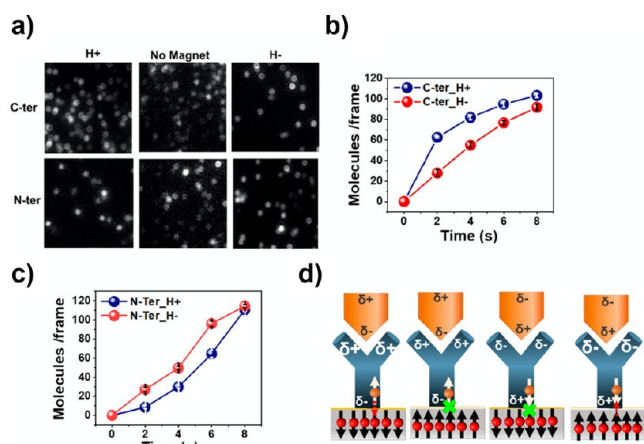 a)
H+
No Magnet
H-
C-ter
N-ter
b)
120
100
80
60
40
20
0
C-ter_H+
C-ter_H-
Molecules /frame
0 2 4 6 8
Time (s)
c)
120
100
80
60
40
20
0
N-Ter_H+
N-Ter_H-
Molecules/frame
0 2 4 6 8
d)
δ+ δ+ δ- δ-
δ- δ- δ+ δ+
δ+ δ+ δ+ δ+ δ- δ- δ- δ-
δ- δ- δ+ δ+